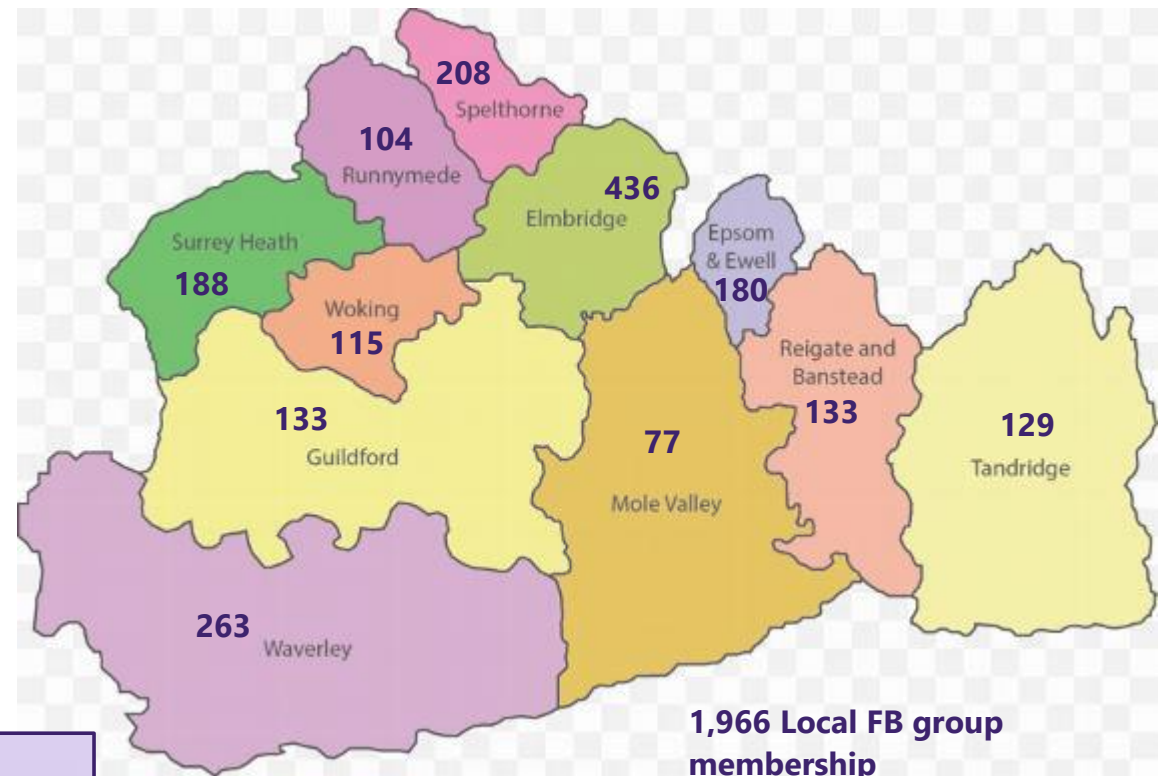 208
Spelthorne
104
Runnymede
436
Elmbridge
Surrey Heath
188
Epsom
& Ewell
180
Woking
115
Reigate and
Banstead
133
133
Guildford
77
Mole Valley
129
Tandridge
263
Waverley
1,966 Local FB group
membership